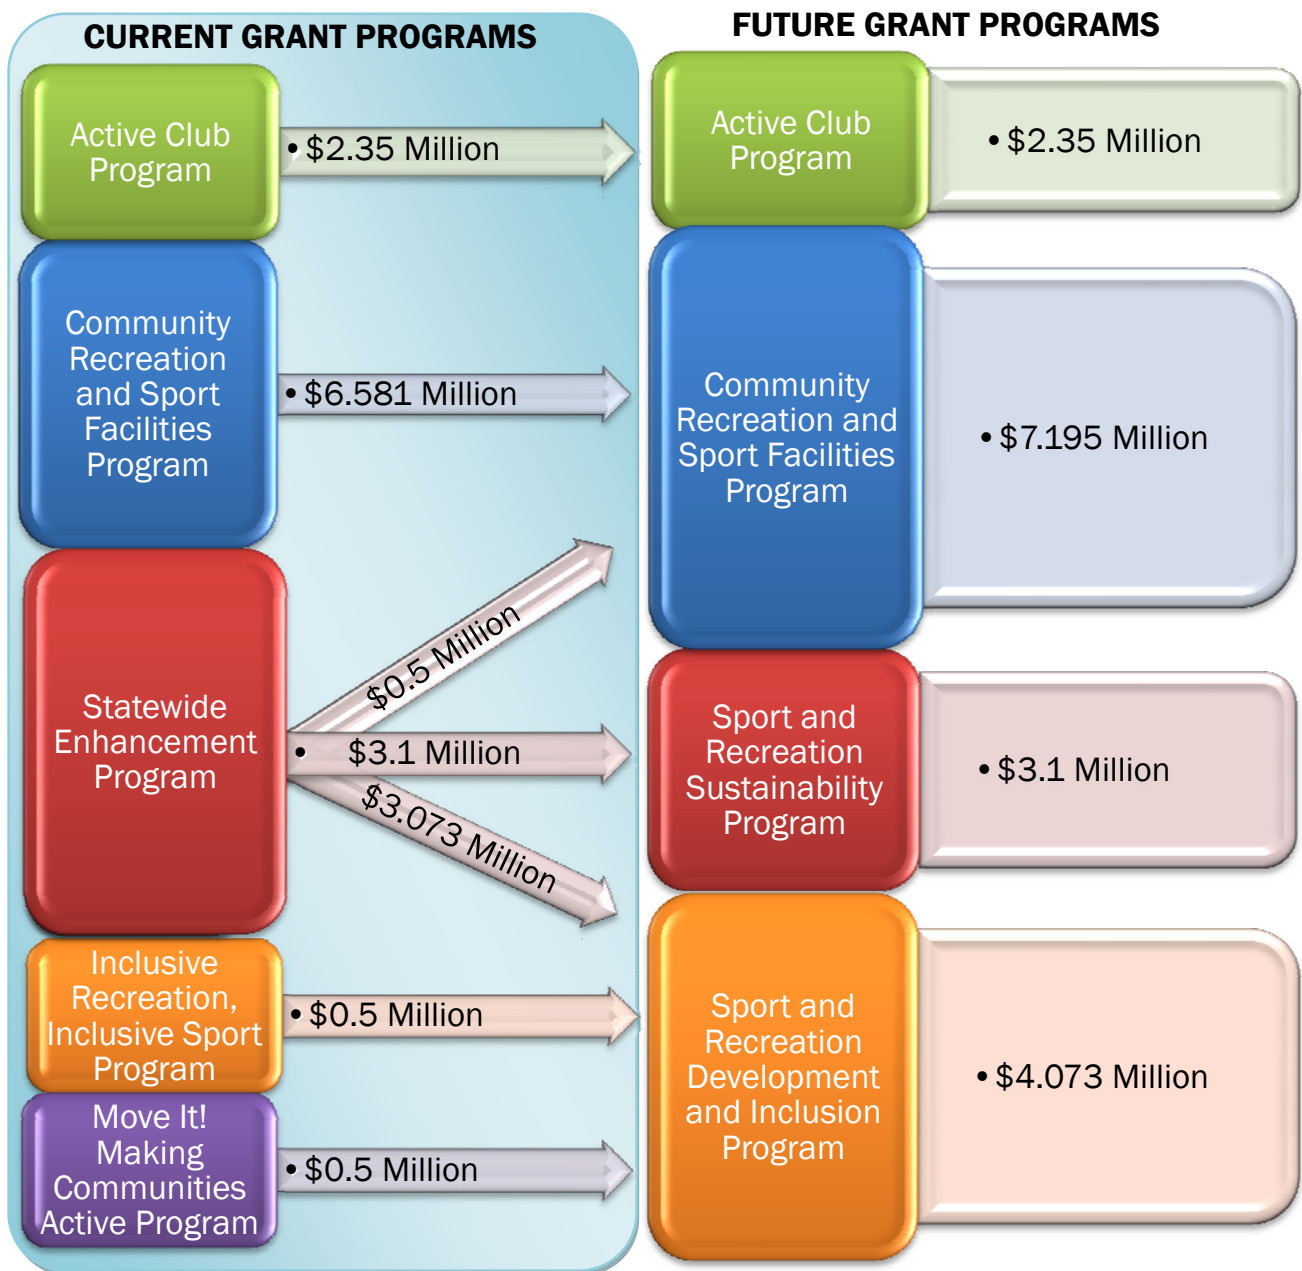 CURRENT GRANT PROGRAMS
Active Club
Program
• $2.35 Million
Community
Recreation
and Sport
Facilities
Program
• $6.581 Million
Statewide
Enhancement
Program
$0.5 Million
• $3.1 Million
$3.073 Million
Inclusive
Recreation,
Inclusive Sport
Program
• $0.5 Million
Move It!
Making
Communities
Active Program
• $0.5 Million
FUTURE GRANT PROGRAMS
Active Club
Program
• $2.35 Million
Community
Recreation and
Sport Facilities
Program
• $7.195 Million
Sport and
Recreation
Sustainability
Program
• $3.1 Million
Sport and
Recreation
Development
and Inclusion
Program
• $4.073 Million